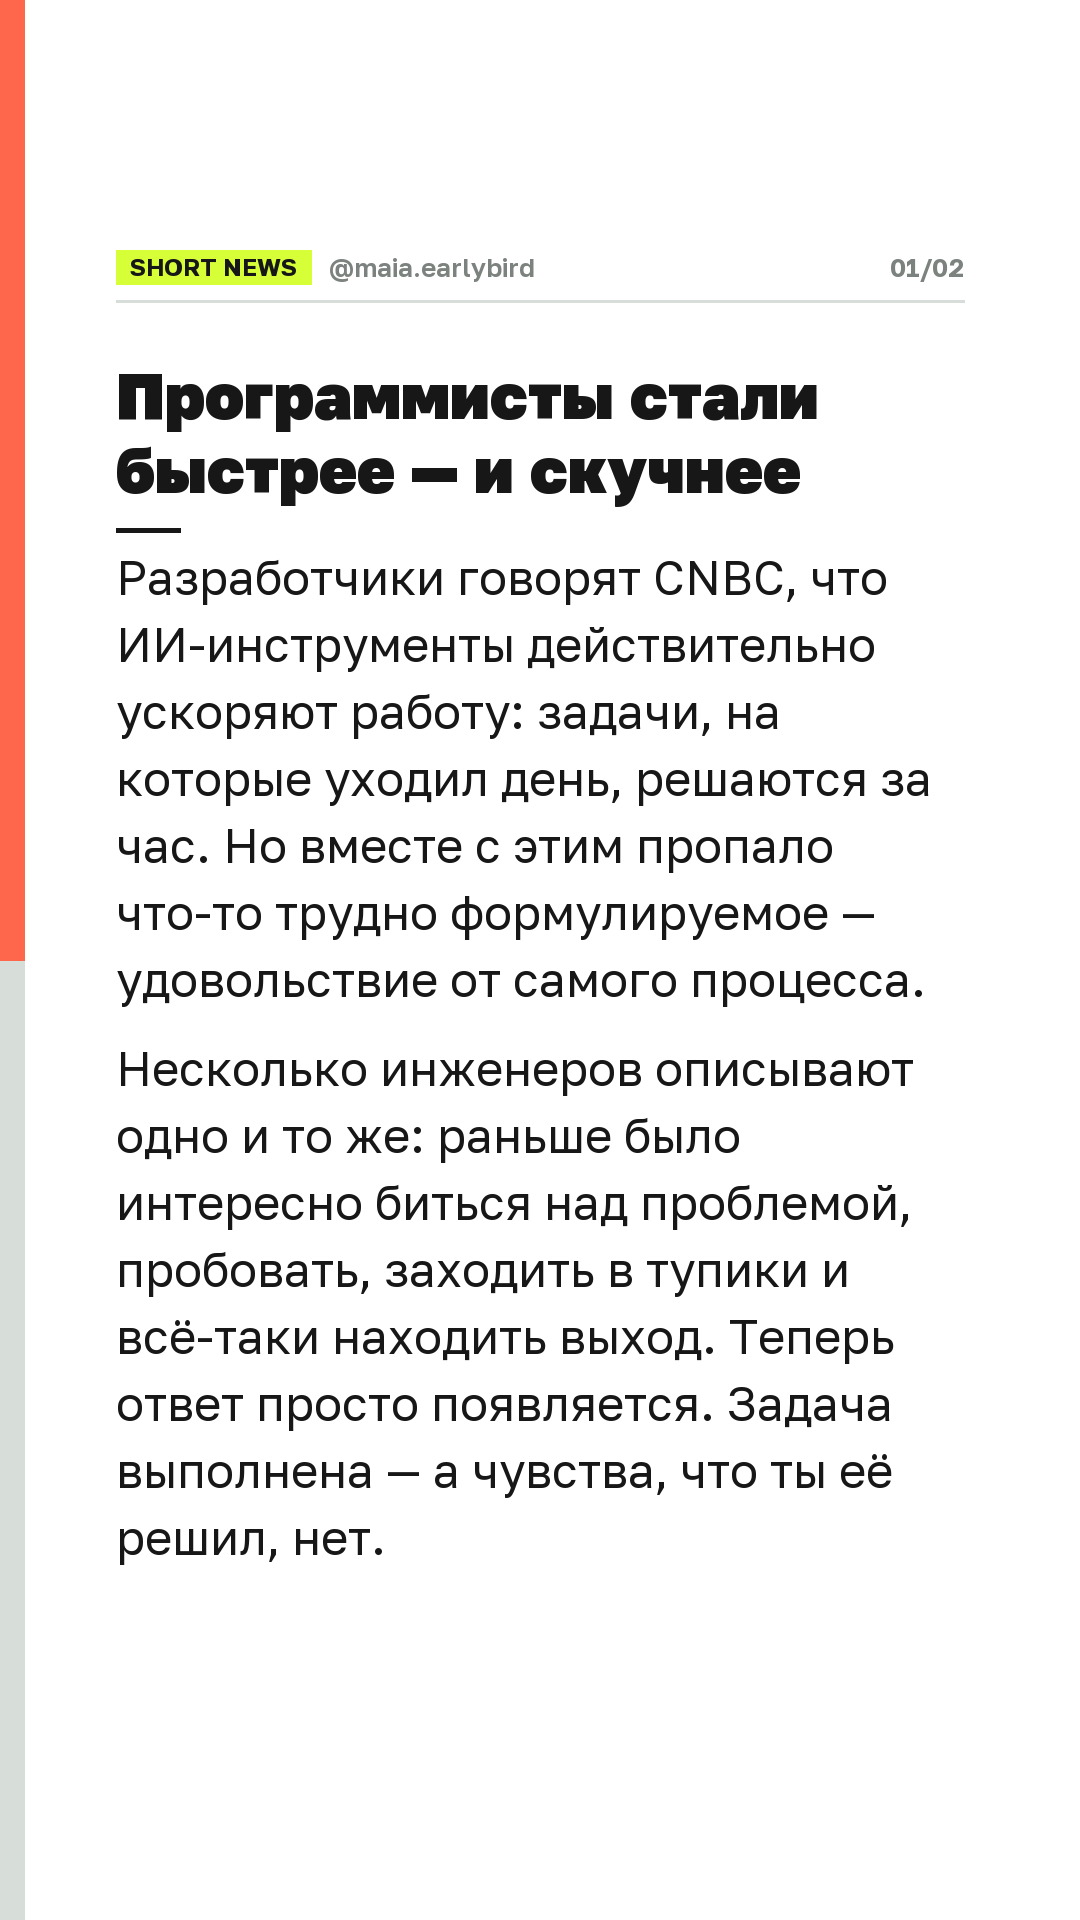 SHORT NEWS @maia.earlybird 01/02
Программисты стали
быстрее — и скучнее
Разработчики говорят CNBC, что
ИИ-инструменты действительно
ускоряют работу: задачи, на
которые уходил день, решаются за
час. Но вместе с этим пропало
что-то трудно формулируемое —
удовольствие от самого процесса.
Несколько инженеров описывают
одно и то же: раньше было
интересно биться над проблемой,
пробовать, заходить в тупики и
всё-таки находить выход. Теперь
ответ просто появляется. Задача
выполнена — а чувства, что ты её
решил, нет.